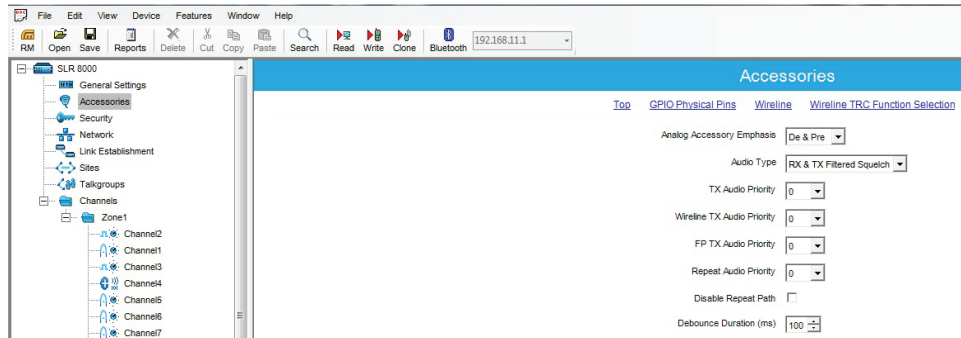 File Edit View Device Features Window Help
RM Open Save Reports Delete Cut Copy Paste Search Read Write Clone Bluetooth 192.168.11.1
SLR 8000
General Settings
Accessories
Security
Network
Link Establishment
Sites
Talkgroups
Channels
Zone1
Channel2
Channel1
Channel3
Channel4
Channel5
Channel6
Channel7
Accessories
Top GPIO Physical Pins Wireline Wireline TRC Function Selection
Analog Accessory Emphasis De & Pre
Audio Type RX & TX Filtered Squelch
TX Audio Priority 0
Wireline TX Audio Priority 0
FP TX Audio Priority 0
Repeat Audio Priority 0
Disable Repeat Path
Debounce Duration (ms) 100